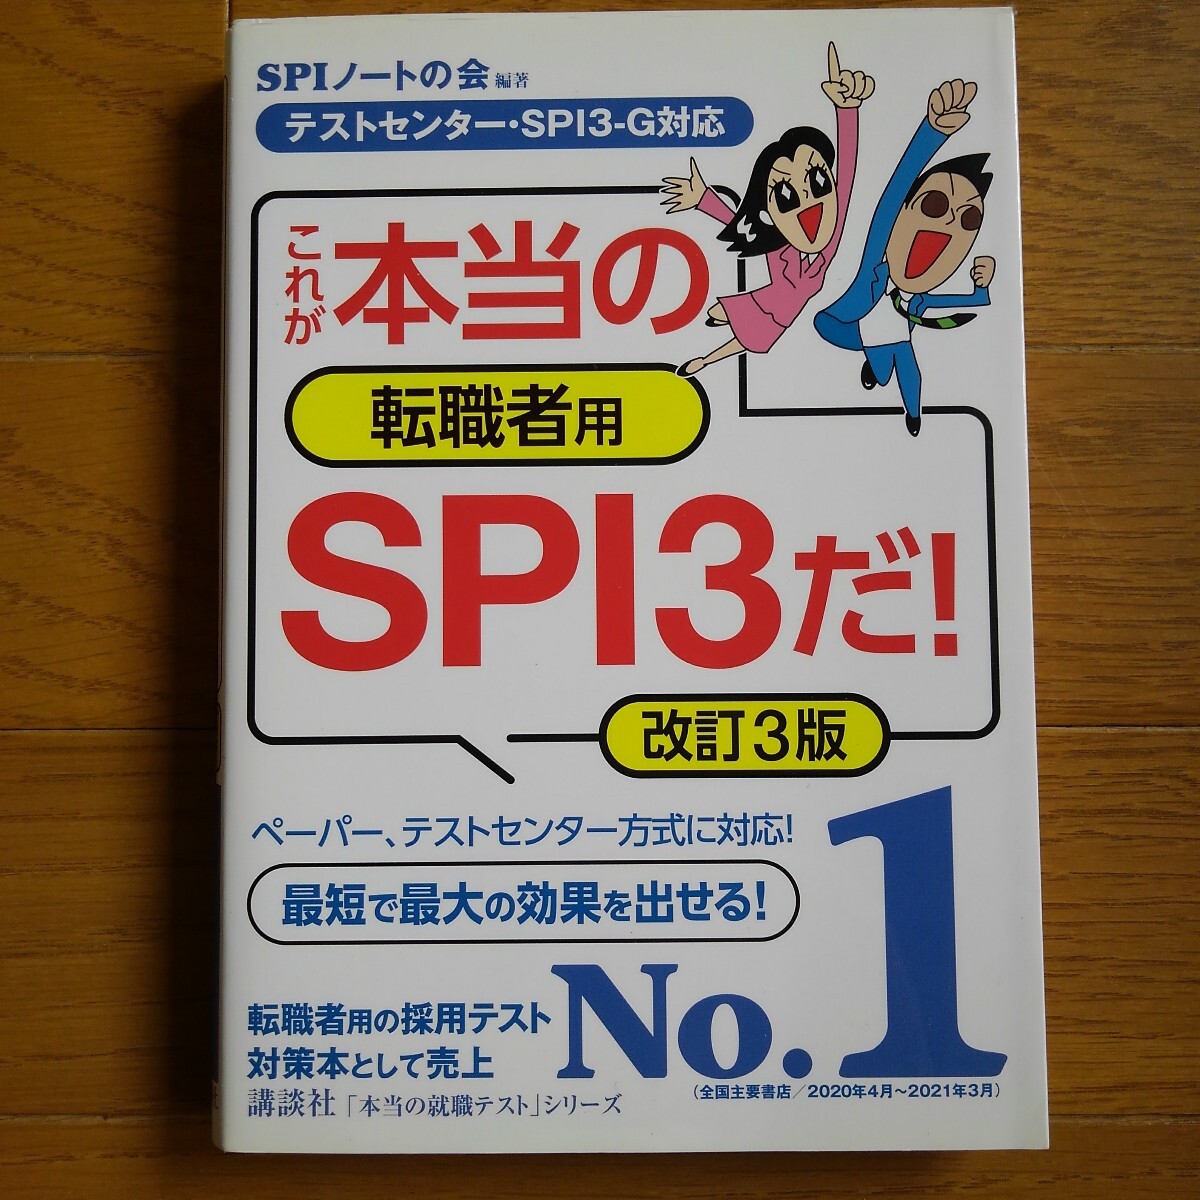 SPIノートの会 編著
テストセンター・SPI3-G対応
これが
本当の
転職者用
SPI3だ!
改訂3版
ペーパー、テストセンター方式に対応!
最短で最大の効果を出せる!
転職者用の採用テスト
対策本として売上
No.1
(全国主要書店/2020年4月〜2021年3月)
講談社「本当の就職テスト」シリーズ